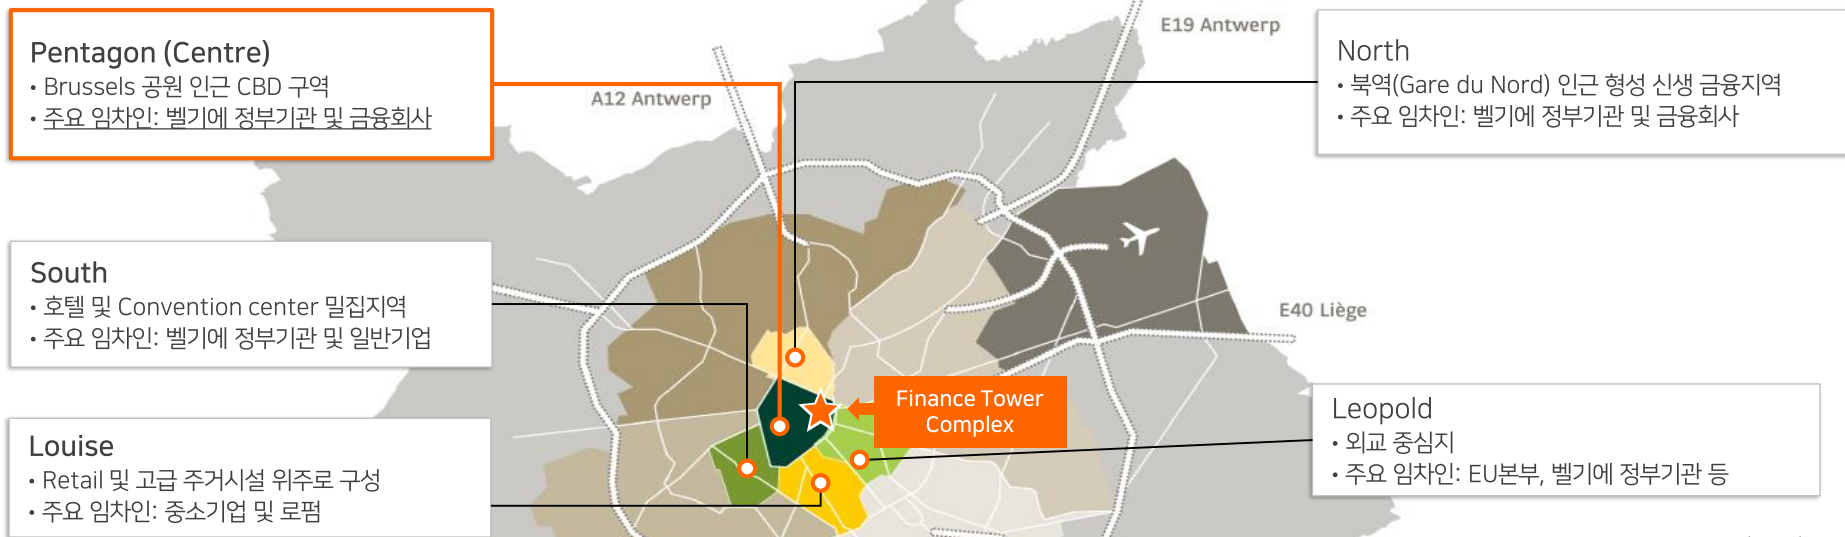 Pentagon (Centre)
• Brussels 공원 인근 CBD 구역
• 주요 임차인: 벨기에 정부기관 및 금융회사
South
• 호텔 및 Convention center 밀집지역
• 주요 임차인: 벨기에 정부기관 및 일반기업
Louise
• Retail 및 고급 주거시설 위주로 구성
• 주요 임차인: 중소기업 및 로펌
A12 Antwerp
E19 Antwerp
North
• 북역(Gare du Nord) 인근 형성 신생 금융지역
• 주요 임차인: 벨기에 정부기관 및 금융회사
E40 Liège
Finance Tower
Complex
Leopold
• 외교 중심지
• 주요 임차인: EU본부, 벨기에 정부기관 등